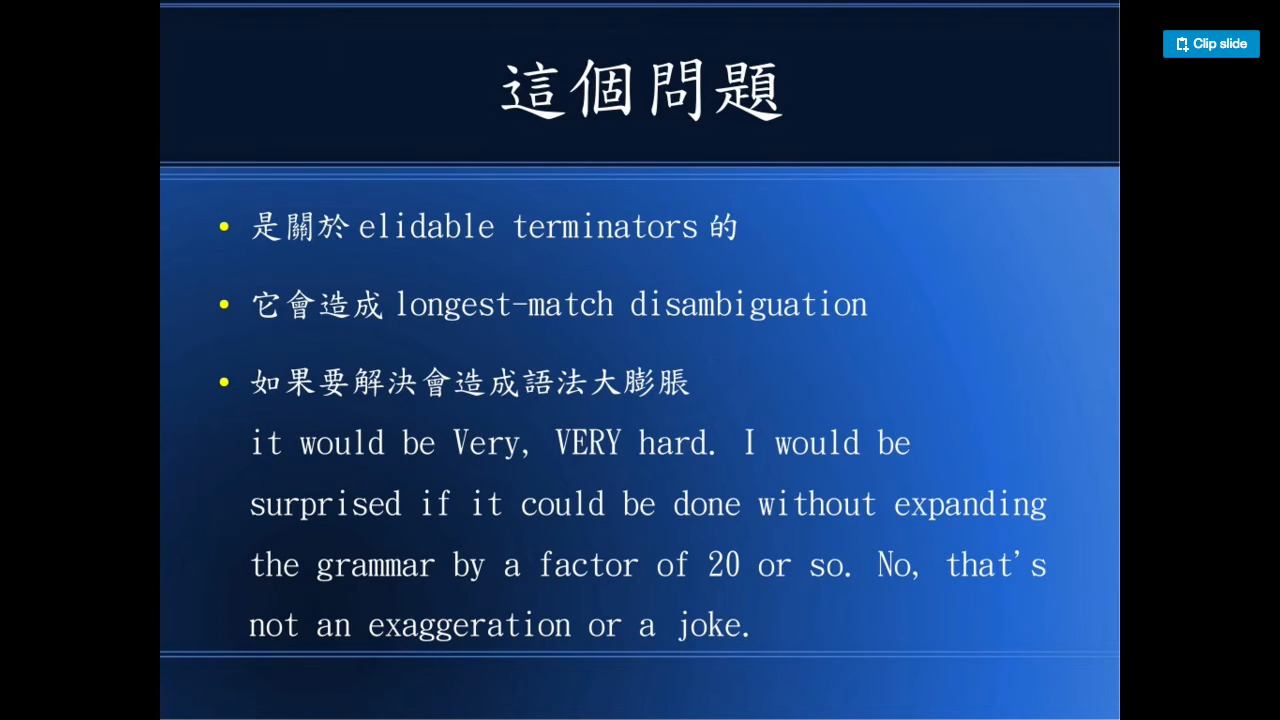 Clip slide
這個問題
• 是關於 elidable terminators 的
• 它會造成 longest-match disambiguation
• 如果要解決會造成語法大膨脹
it would be Very, VERY hard. I would be
surprised if it could be done without expanding
the grammar by a factor of 20 or so. No, that's
not an exaggeration or a joke.